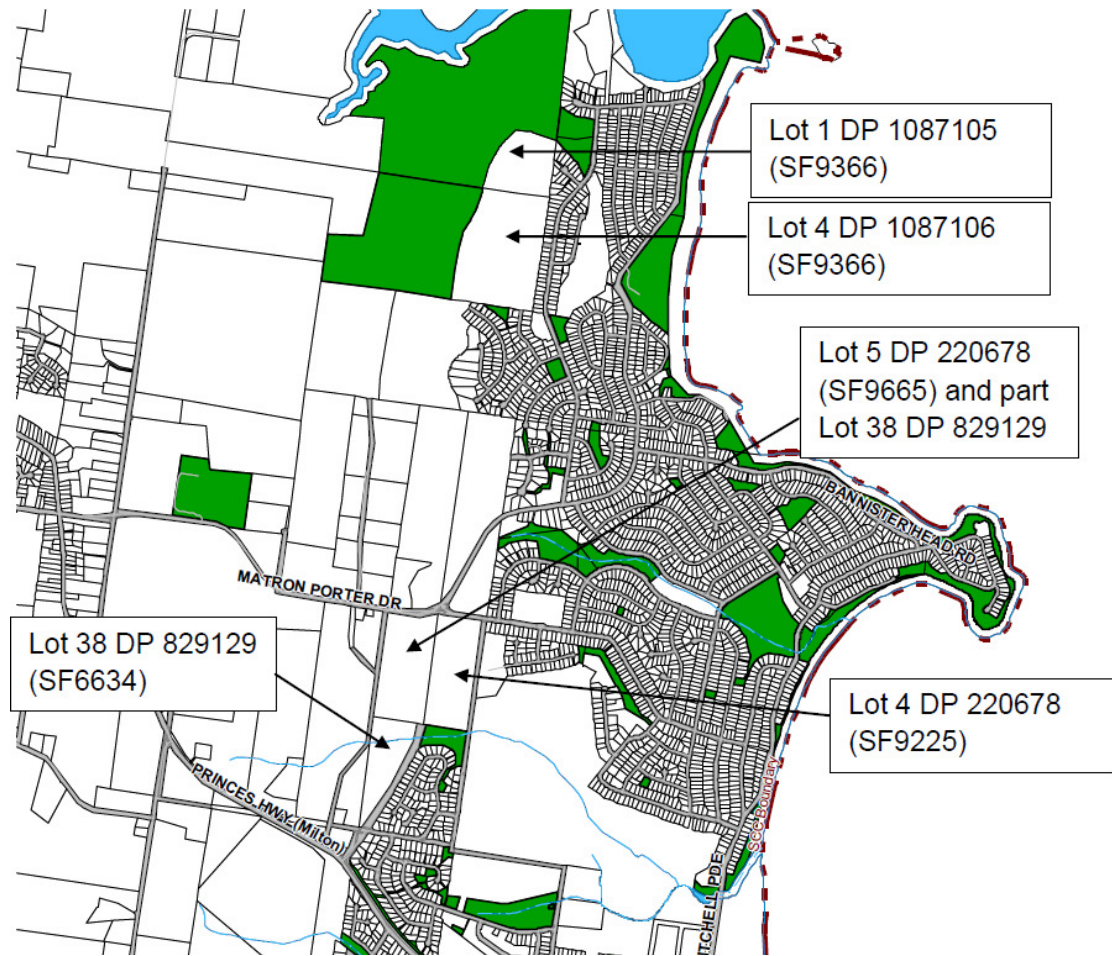 Lot 1 DP 1087105
(SF9366)
Lot 4 DP 1087106
(SF9366)
Lot 5 DP 220678
(SF9665) and part
Lot 38 DP 829129
BANNISTER HEAD RD
MATRON PORTER DR
Lot 38 DP 829129
(SF6634)
Lot 4 DP 220678
(SF9225)
PRINCES HWY (Milton)
SCC Boundary
ITCHELL PDE